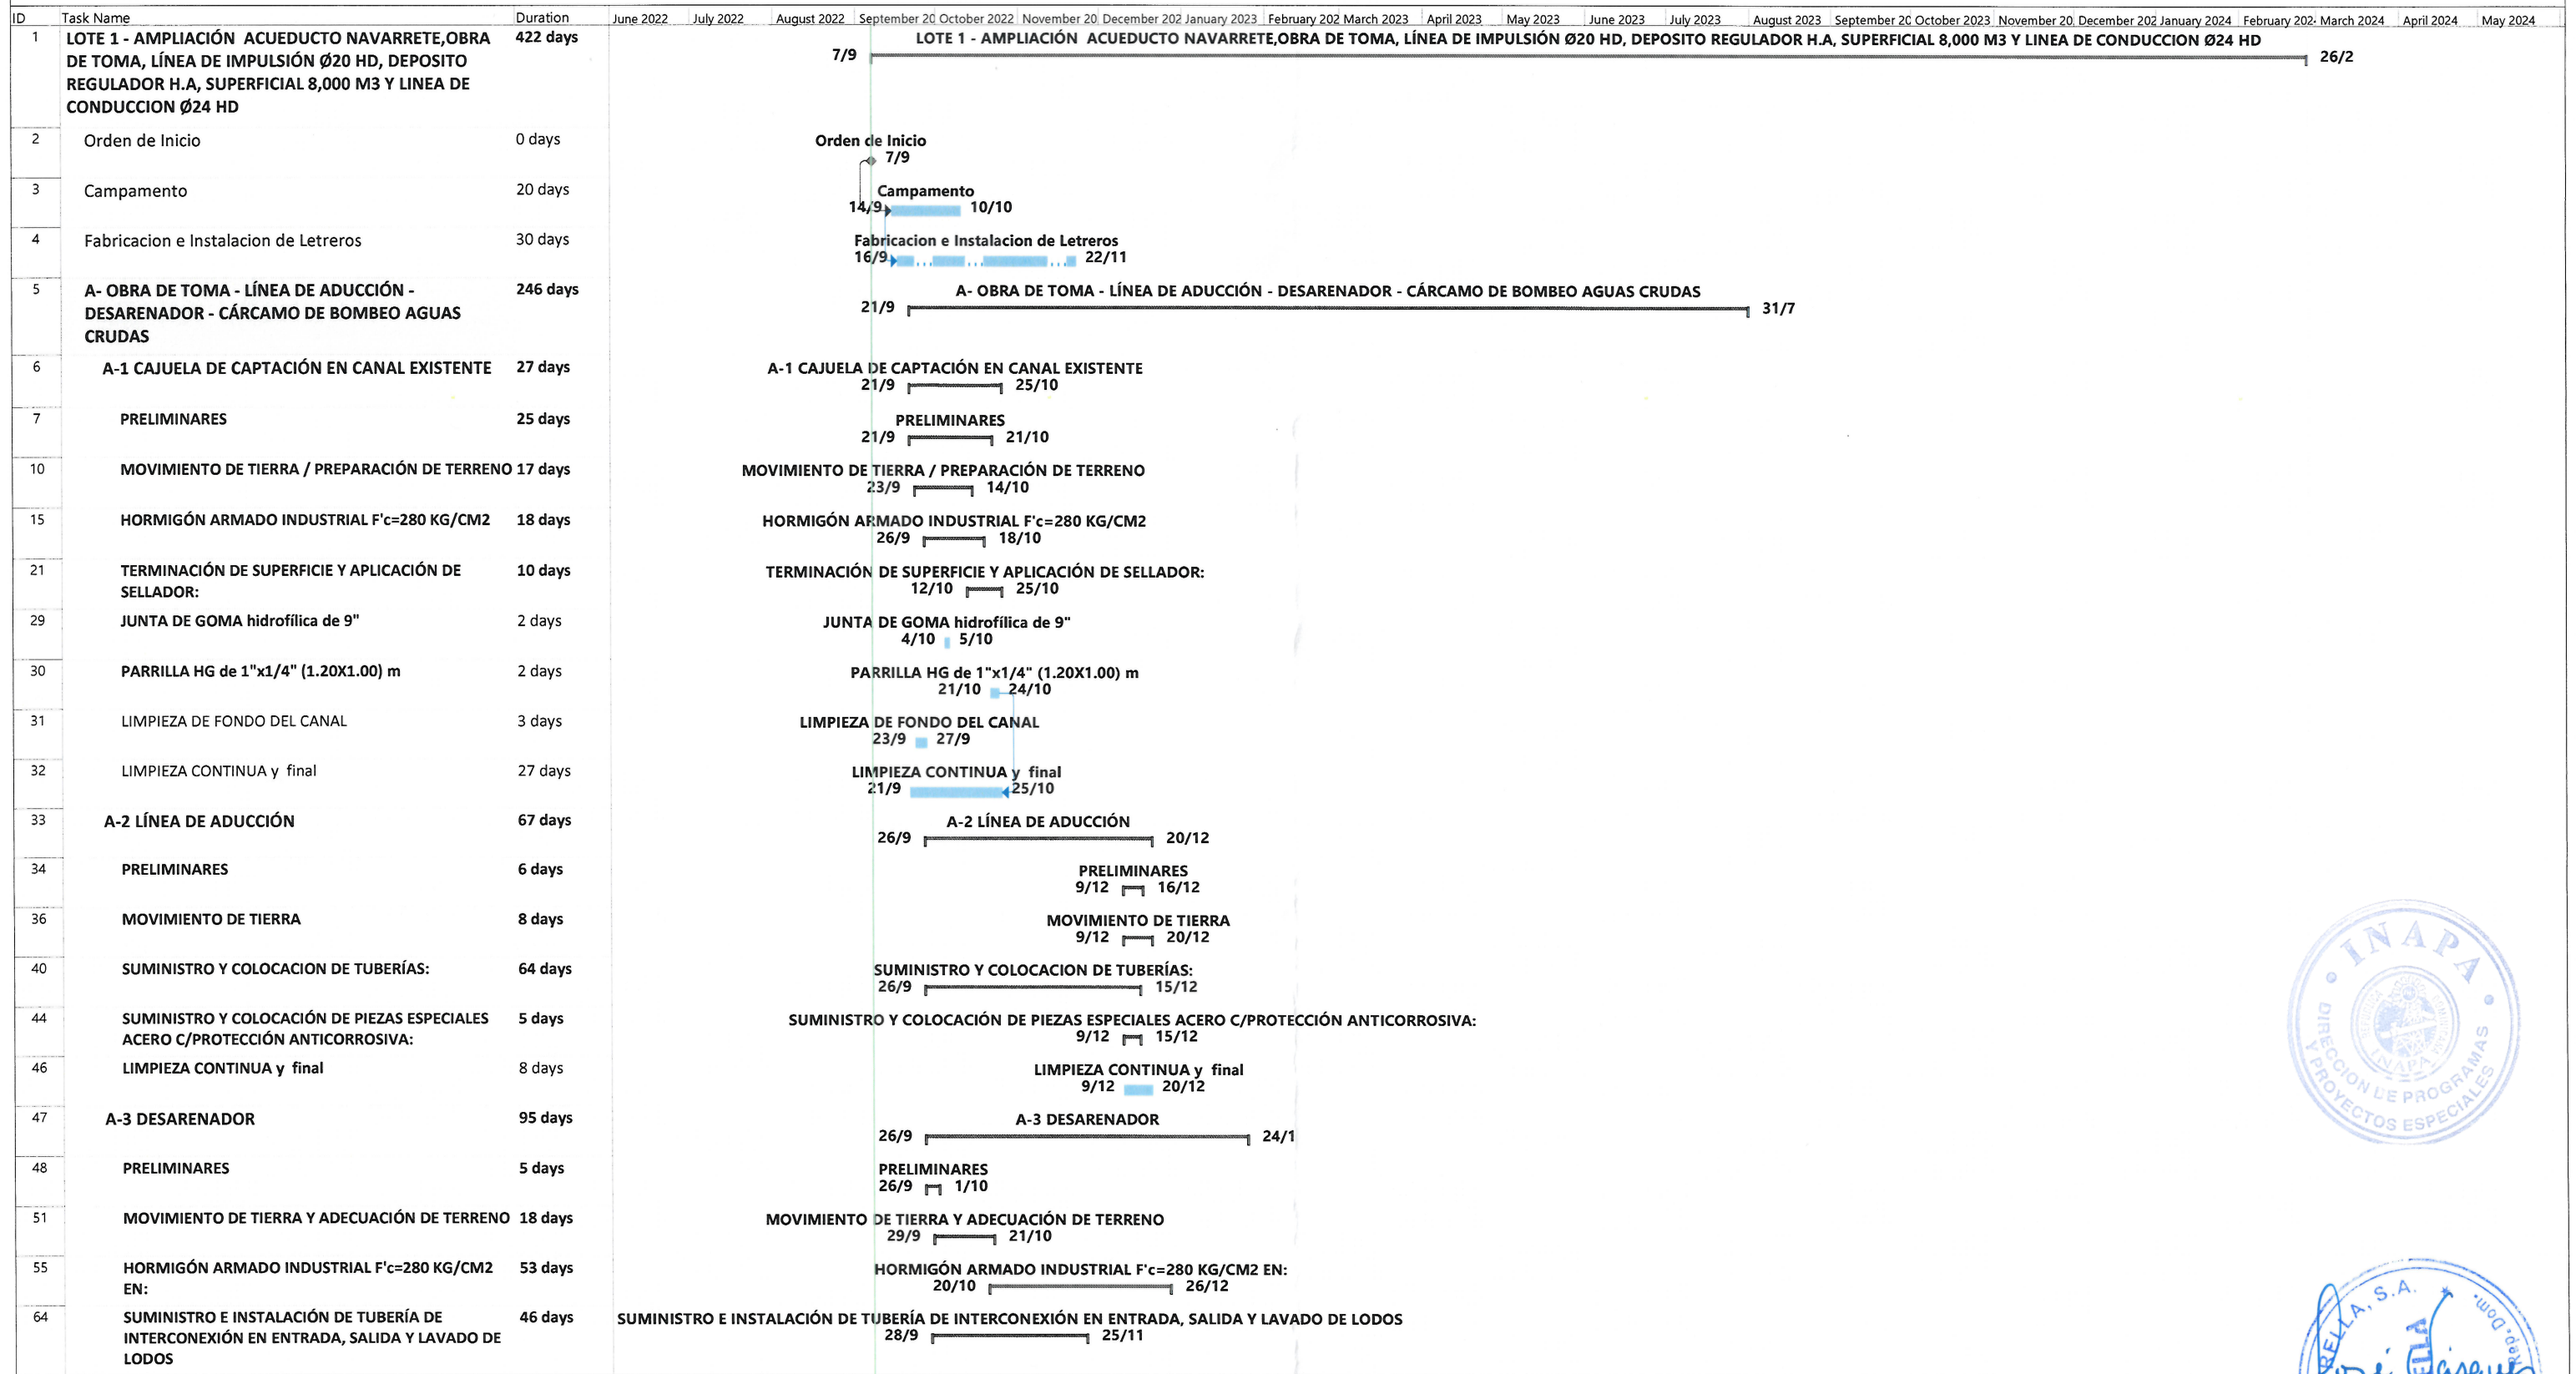 ID Task Name Duration June 2022 July 2022 August 2022 September 20 October 2022 November 20 December 202 January 2023 February 202 March 2023 April 2023 May 2023 June 2023 July 2023 August 2023 September 20 October 2023 November 20 December 202 January 2024 February 202 March 2024 April 2024 May 2024
1 LOTE 1 - AMPLIACIÓN ACUEDUCTO NAVARRETE,OBRA 422 days
DE TOMA, LÍNEA DE IMPULSIÓN Ø20 HD, DEPOSITO
REGULADOR H.A, SUPERFICIAL 8,000 M3 Y LINEA DE
CONDUCCION Ø24 HD
LOTE 1 - AMPLIACIÓN ACUEDUCTO NAVARRETE,OBRA DE TOMA, LÍNEA DE IMPULSIÓN Ø20 HD, DEPOSITO REGULADOR H.A, SUPERFICIAL 8,000 M3 Y LINEA DE CONDUCCION Ø24 HD
7/9 26/2
2 Orden de Inicio 0 days
Orden de Inicio
7/9
3 Campamento 20 days
Campamento
14/9 10/10
4 Fabricacion e Instalacion de Letreros 30 days
Fabricacion e Instalacion de Letreros
16/9 22/11
5 A- OBRA DE TOMA - LÍNEA DE ADUCCIÓN - 246 days
DESARENADOR - CÁRCAMO DE BOMBEO AGUAS
CRUDAS
A- OBRA DE TOMA - LÍNEA DE ADUCCIÓN - DESARENADOR - CÁRCAMO DE BOMBEO AGUAS CRUDAS
21/9 31/7
6 A-1 CAJUELA DE CAPTACIÓN EN CANAL EXISTENTE 27 days
A-1 CAJUELA DE CAPTACIÓN EN CANAL EXISTENTE
21/9 25/10
7 PRELIMINARES 25 days
PRELIMINARES
21/9 21/10
10 MOVIMIENTO DE TIERRA / PREPARACIÓN DE TERRENO 17 days
MOVIMIENTO DE TIERRA / PREPARACIÓN DE TERRENO
23/9 14/10
15 HORMIGÓN ARMADO INDUSTRIAL F'c=280 KG/CM2 18 days
HORMIGÓN ARMADO INDUSTRIAL F'c=280 KG/CM2
26/9 18/10
21 TERMINACIÓN DE SUPERFICIE Y APLICACIÓN DE 10 days
SELLADOR:
TERMINACIÓN DE SUPERFICIE Y APLICACIÓN DE SELLADOR:
12/10 25/10
29 JUNTA DE GOMA hidrofílica de 9" 2 days
JUNTA DE GOMA hidrofílica de 9"
4/10 5/10
30 PARRILLA HG de 1"x1/4" (1.20X1.00) m 2 days
PARRILLA HG de 1"x1/4" (1.20X1.00) m
21/10 24/10
31 LIMPIEZA DE FONDO DEL CANAL 3 days
LIMPIEZA DE FONDO DEL CANAL
23/9 27/9
32 LIMPIEZA CONTINUA y final 27 days
LIMPIEZA CONTINUA y final
21/9 25/10
33 A-2 LÍNEA DE ADUCCIÓN 67 days
A-2 LÍNEA DE ADUCCIÓN
26/9 20/12
34 PRELIMINARES 6 days
PRELIMINARES
9/12 16/12
36 MOVIMIENTO DE TIERRA 8 days
MOVIMIENTO DE TIERRA
9/12 20/12
40 SUMINISTRO Y COLOCACION DE TUBERÍAS: 64 days
SUMINISTRO Y COLOCACION DE TUBERÍAS:
26/9 15/12
44 SUMINISTRO Y COLOCACIÓN DE PIEZAS ESPECIALES 5 days
ACERO C/PROTECCIÓN ANTICORROSIVA:
SUMINISTRO Y COLOCACIÓN DE PIEZAS ESPECIALES ACERO C/PROTECCIÓN ANTICORROSIVA:
9/12 15/12
46 LIMPIEZA CONTINUA y final 8 days
LIMPIEZA CONTINUA y final
9/12 20/12
47 A-3 DESARENADOR 95 days
A-3 DESARENADOR
26/9 24/1
48 PRELIMINARES 5 days
PRELIMINARES
26/9 1/10
51 MOVIMIENTO DE TIERRA Y ADECUACIÓN DE TERRENO 18 days
MOVIMIENTO DE TIERRA Y ADECUACIÓN DE TERRENO
29/9 21/10
55 HORMIGÓN ARMADO INDUSTRIAL F'c=280 KG/CM2 53 days
EN:
HORMIGÓN ARMADO INDUSTRIAL F'c=280 KG/CM2 EN:
20/10 26/12
64 SUMINISTRO E INSTALACIÓN DE TUBERÍA DE 46 days
INTERCONEXIÓN EN ENTRADA, SALIDA Y LAVADO DE
LODOS
SUMINISTRO E INSTALACIÓN DE TUBERÍA DE INTERCONEXIÓN EN ENTRADA, SALIDA Y LAVADO DE LODOS
28/9 25/11
INAPA
DIRECCION DE PROGRAMAS
Y PROYECTOS ESPECIALES
INAPA
RELLA, S.A.
Rep. Dom.
ELLA